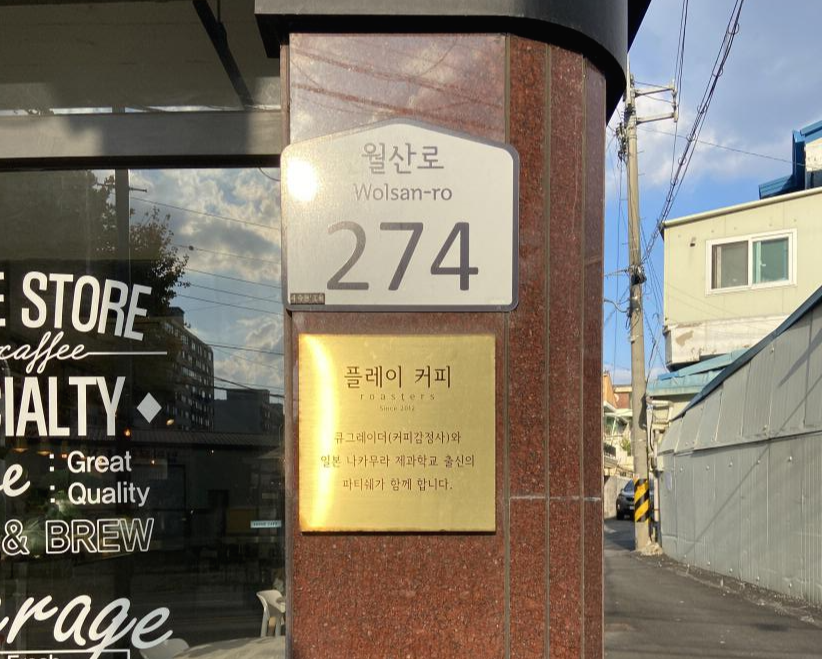 월산로
Wolsan-ro
274
플레이 커피
roasters
Since 2012
큐그레이더(커피감정사)와
일본 나카무라 제과학교 출신의
파티쉐가 함께 합니다.
STORE
caffee
: Great
: Quality
& BREW